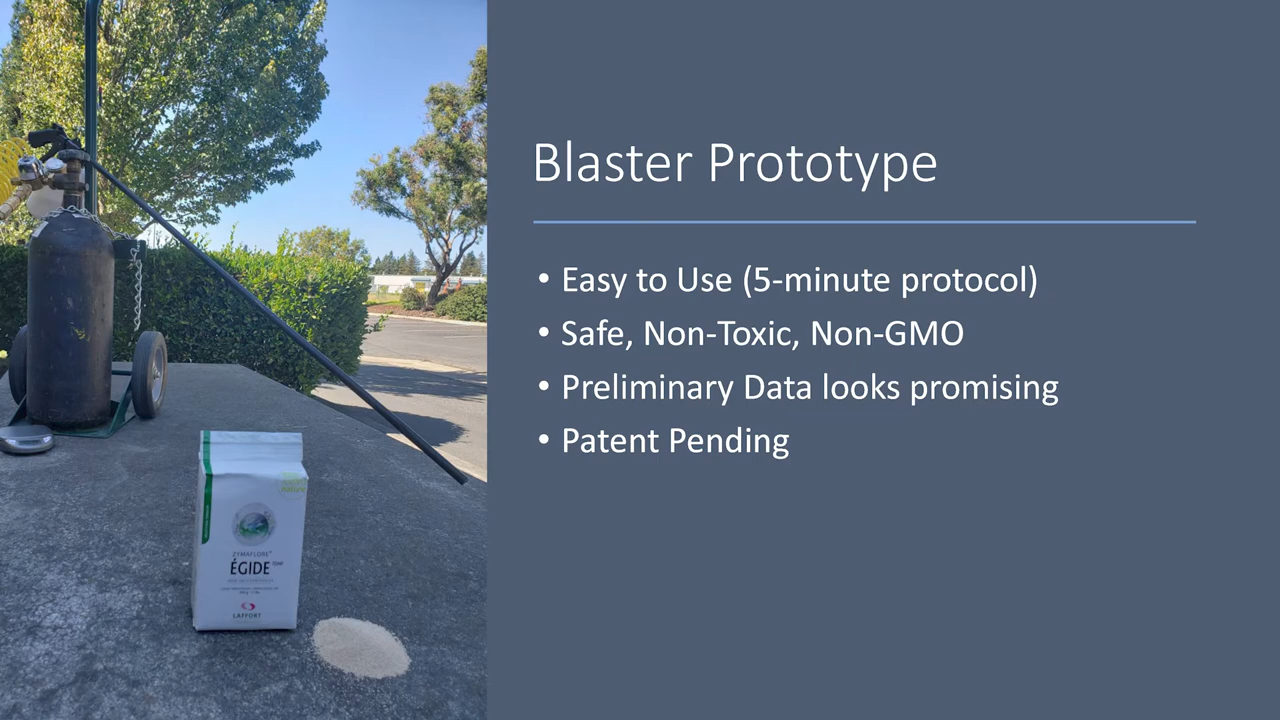 Blaster Prototype
• Easy to Use (5-minute protocol)
• Safe, Non-Toxic, Non-GMO
• Preliminary Data looks promising
• Patent Pending
ZYMAFLORE®
ÉGIDE TDMP
LAFFORT